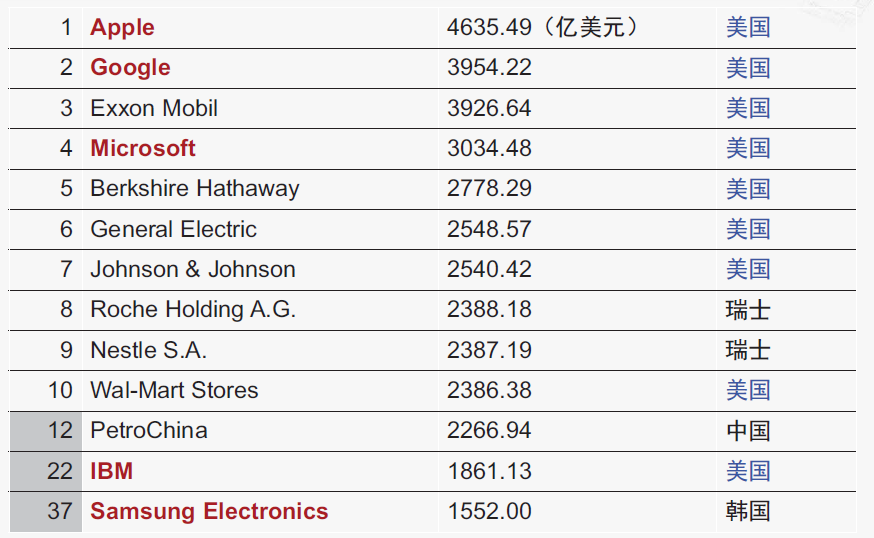 1 Apple 4635.49（亿美元） 美国
2 Google 3954.22 美国
3 Exxon Mobil 3926.64 美国
4 Microsoft 3034.48 美国
5 Berkshire Hathaway 2778.29 美国
6 General Electric 2548.57 美国
7 Johnson & Johnson 2540.42 美国
8 Roche Holding A.G. 2388.18 瑞士
9 Nestle S.A. 2387.19 瑞士
10 Wal-Mart Stores 2386.38 美国
12 PetroChina 2266.94 中国
22 IBM 1861.13 美国
37 Samsung Electronics 1552.00 韩国